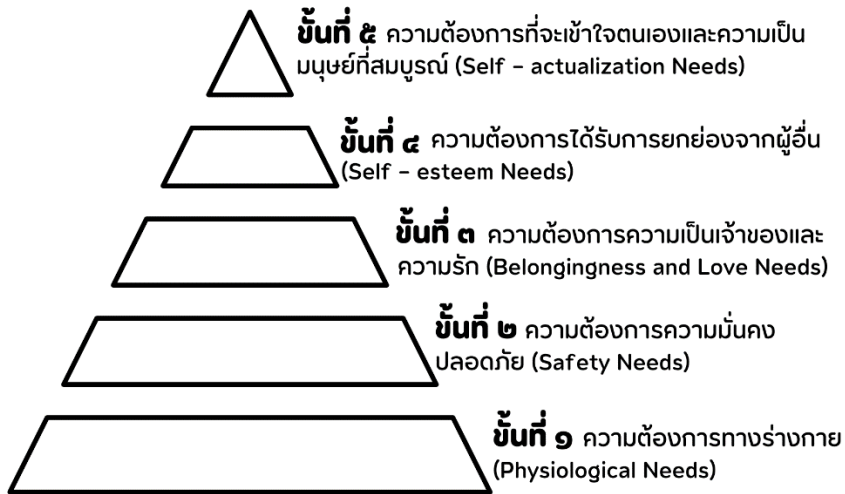 ขั้นที่ ๕ ความต้องการที่จะเข้าใจตนเองและความเป็น
มนุษย์ที่สมบูรณ์ (Self - actualization Needs)
ขั้นที่ ๔ ความต้องการได้รับการยกย่องจากผู้อื่น
(Self - esteem Needs)
ขั้นที่ ๓ ความต้องการความเป็นเจ้าของและ
ความรัก (Belongingness and Love Needs)
ขั้นที่ ๒ ความต้องการความมั่นคง
ปลอดภัย (Safety Needs)
ขั้นที่ ๑ ความต้องการทางร่างกาย
(Physiological Needs)